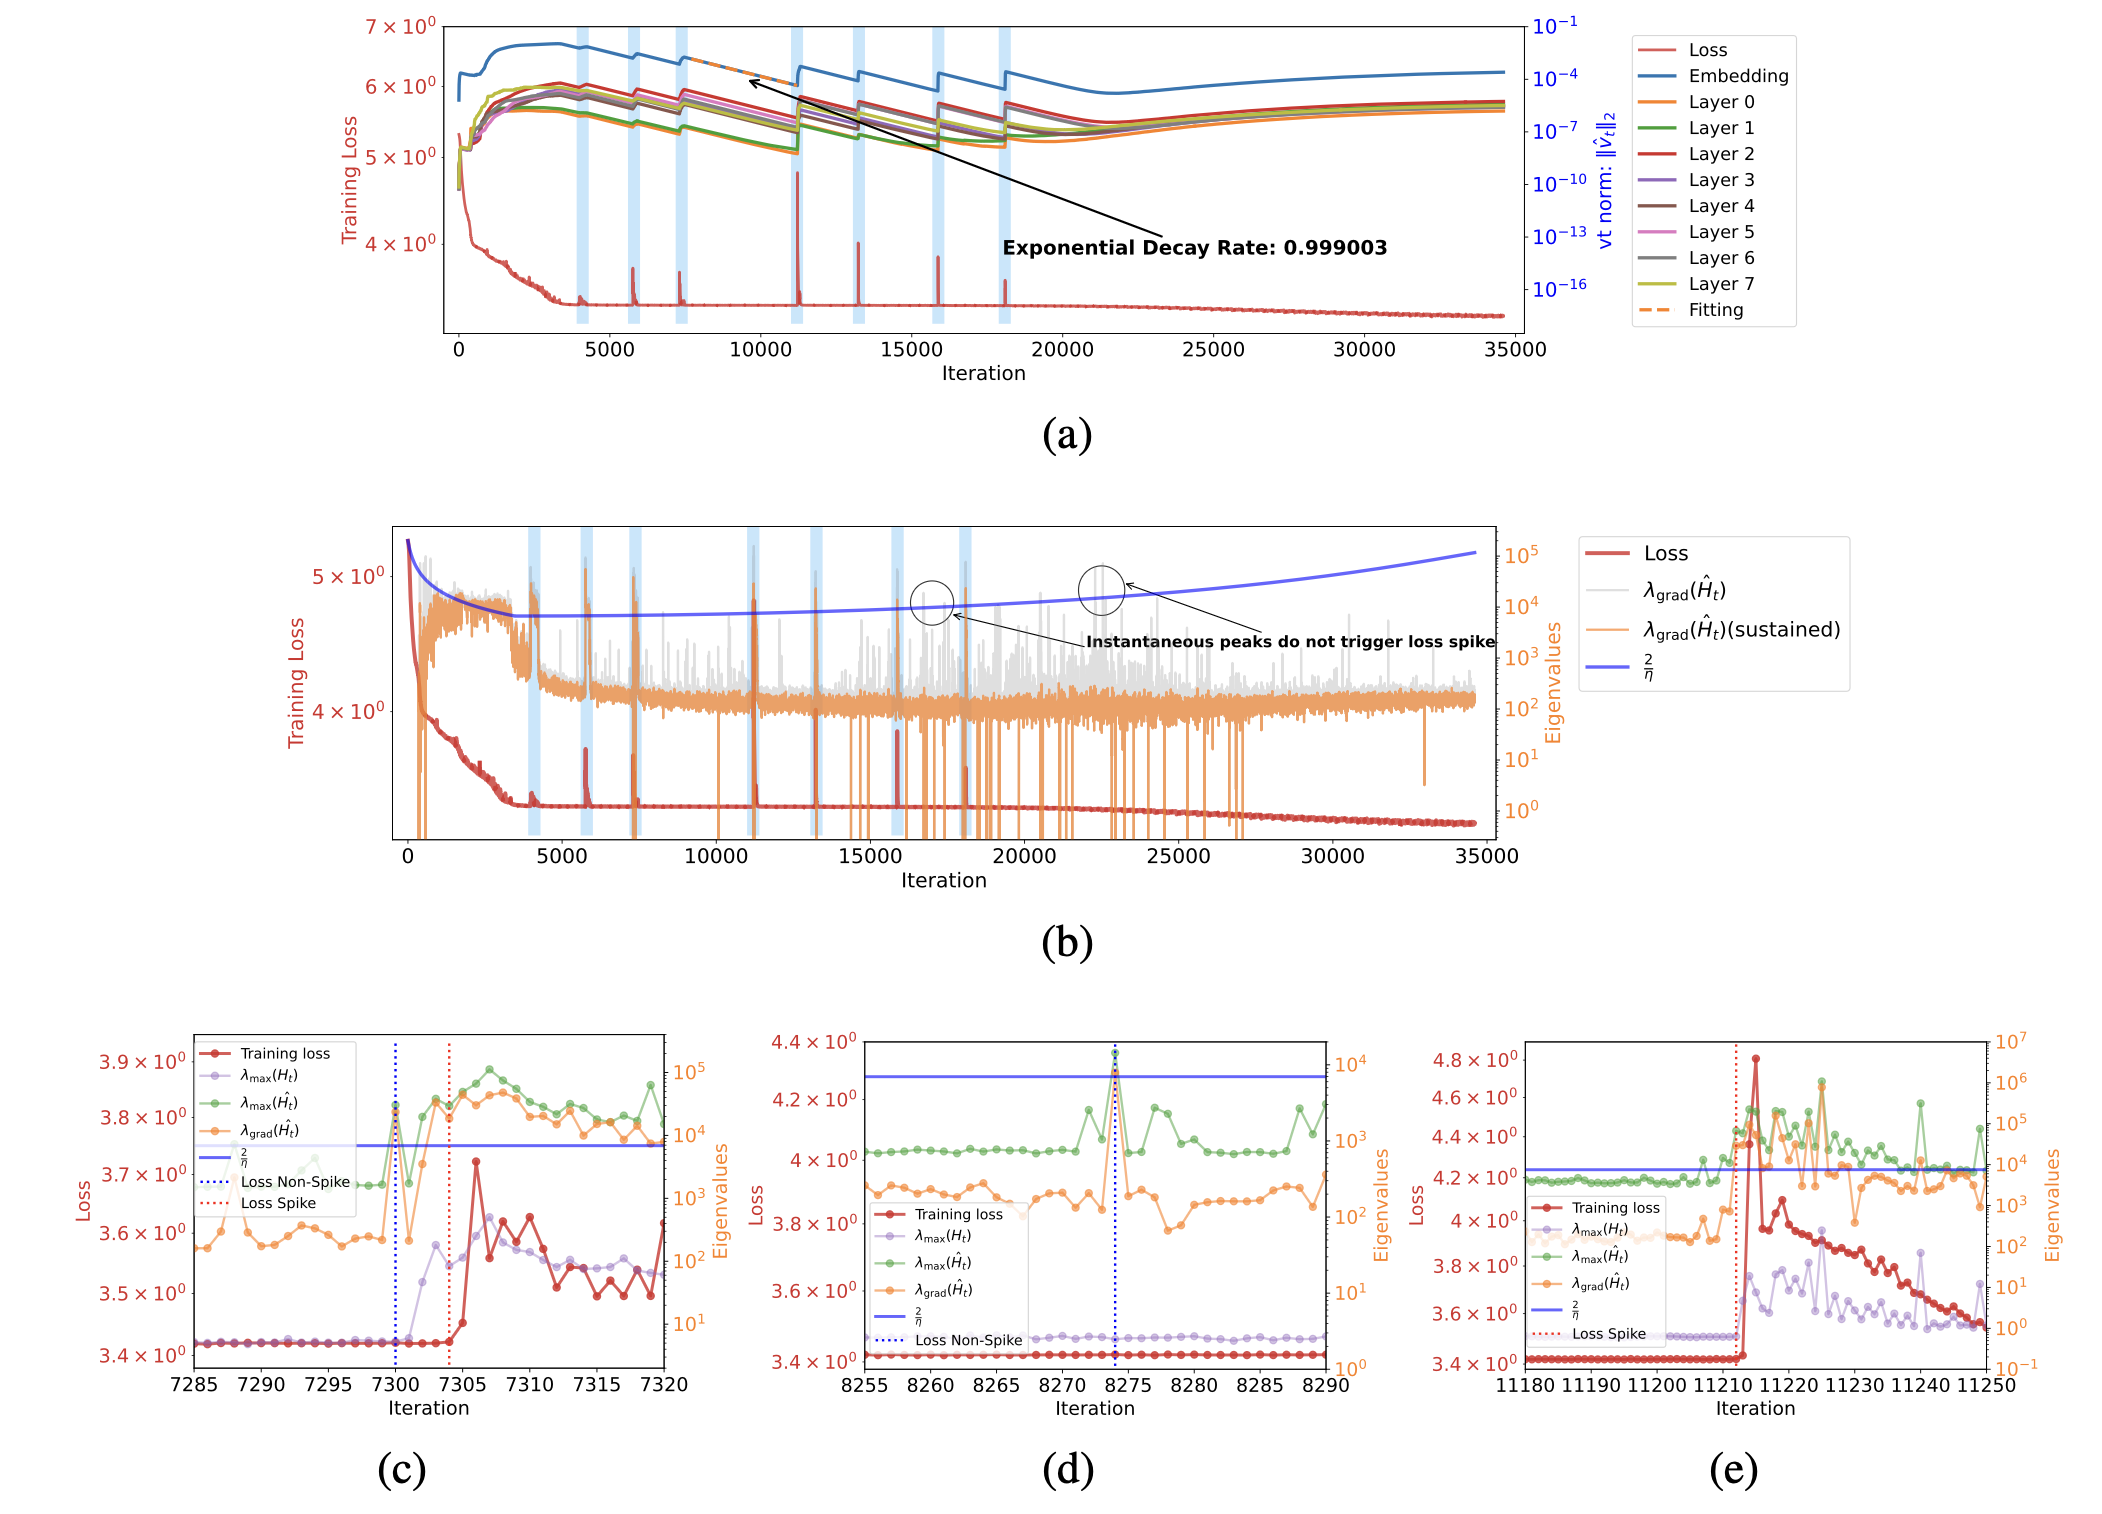 7 × 10⁰
6 × 10⁰
5 × 10⁰
4 × 10⁰
Training Loss
10⁻¹
10⁻⁴
10⁻⁷
10⁻¹⁰
10⁻¹³
10⁻¹⁶
vt norm: ‖v̂ₜ‖₂
Exponential Decay Rate: 0.999003
0 5000 10000 15000 20000 25000 30000 35000
Iteration
Loss
Embedding
Layer 0
Layer 1
Layer 2
Layer 3
Layer 4
Layer 5
Layer 6
Layer 7
Fitting
(a)
5 × 10⁰
4 × 10⁰
Training Loss
Instantaneous peaks do not trigger loss spike
10⁵
10⁴
10³
10²
10¹
10⁰
Eigenvalues
0 5000 10000 15000 20000 25000 30000 35000
Iteration
Loss
λgrad(Ĥₜ)
λgrad(Ĥₜ)(sustained)
2/η
(b)
3.9 × 10⁰
3.8 × 10⁰
3.7 × 10⁰
3.6 × 10⁰
3.5 × 10⁰
3.4 × 10⁰
Loss
Training loss
λmax(Hₜ)
λmax(Ĥₜ)
λgrad(Ĥₜ)
2/η
Loss Non-Spike
Loss Spike
10⁵
10⁴
10³
10²
10¹
Eigenvalues
7285 7290 7295 7300 7305 7310 7315 7320
Iteration
(c)
4.4 × 10⁰
4.2 × 10⁰
4 × 10⁰
3.8 × 10⁰
3.6 × 10⁰
3.4 × 10⁰
Loss
Training loss
λmax(Hₜ)
λmax(Ĥₜ)
λgrad(Ĥₜ)
2/η
Loss Non-Spike
10⁴
10³
10²
10¹
10⁰
Eigenvalues
8255 8260 8265 8270 8275 8280 8285 8290
Iteration
(d)
4.8 × 10⁰
4.6 × 10⁰
4.4 × 10⁰
4.2 × 10⁰
4 × 10⁰
3.8 × 10⁰
3.6 × 10⁰
3.4 × 10⁰
Loss
Training loss
λmax(Hₜ)
λmax(Ĥₜ)
λgrad(Ĥₜ)
2/η
Loss Spike
10⁷
10⁶
10⁵
10⁴
10³
10²
10¹
10⁰
10⁻¹
Eigenvalues
11180 11190 11200 11210 11220 11230 11240 11250
Iteration
(e)